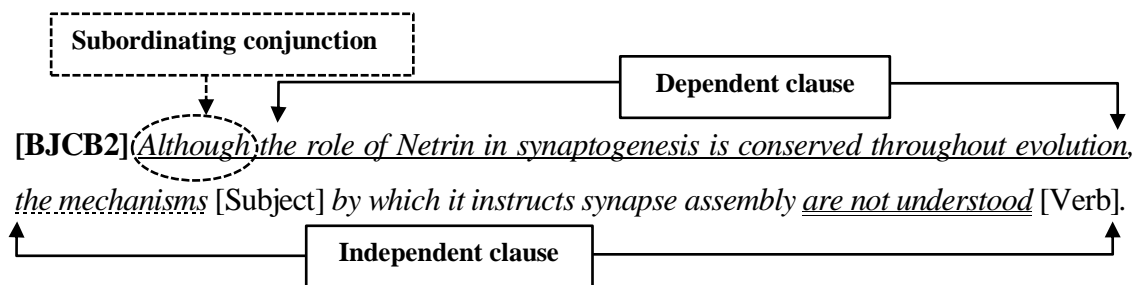 Subordinating conjunction
Dependent clause
[BJCB2] Although the role of Netrin in synaptogenesis is conserved throughout evolution,
the mechanisms [Subject] by which it instructs synapse assembly are not understood [Verb].
Independent clause